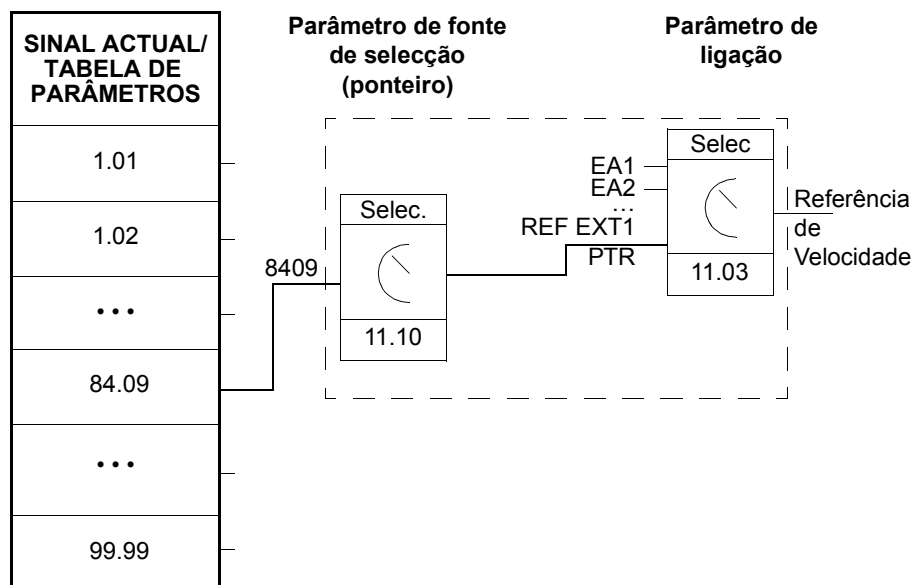 SINAL ACTUAL/
TABELA DE
PARÂMETROS
1.01
1.02
•••
84.09
•••
99.99
Parâmetro de fonte
de selecção
(ponteiro)
8409
Selec.
11.10
Parâmetro de
ligação
EA1
EA2
…
REF EXT1
PTR
Selec
11.03
Referência
de
Velocidade